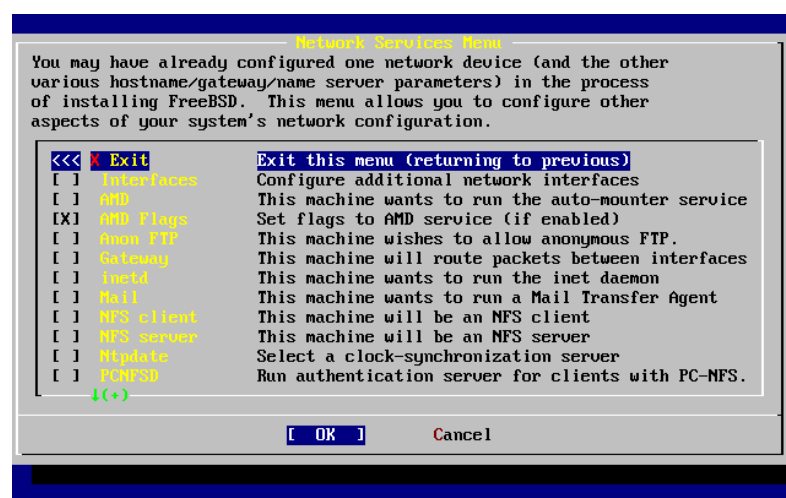 Network Services Menu
You may have already configured one network device (and the other
various hostname/gateway/name server parameters) in the process
of installing FreeBSD.  This menu allows you to configure other
aspects of your system's network configuration.
<<< X Exit Exit this menu (returning to previous)
[ ] Interfaces Configure additional network interfaces
[ ] AMD This machine wants to run the auto-mounter service
[X] AMD Flags Set flags to AMD service (if enabled)
[ ] Anon FTP This machine wishes to allow anonymous FTP.
[ ] Gateway This machine will route packets between interfaces
[ ] inetd This machine wants to run the inet daemon
[ ] Mail This machine wants to run a Mail Transfer Agent
[ ] NFS client This machine will be an NFS client
[ ] NFS server This machine will be an NFS server
[ ] Ntpdate Select a clock-synchronization server
[ ] PCNFSD Run authentication server for clients with PC-NFS.
↓(+)
[ OK ] Cancel